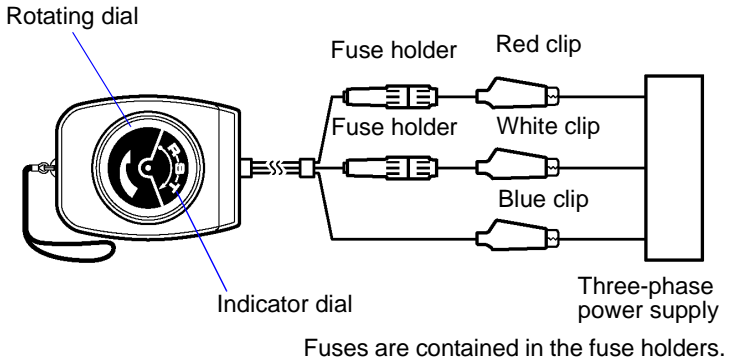 Rotating dial
Fuse holder
Red clip
Fuse holder
White clip
R-S-T
Blue clip
Indicator dial
Three-phase
power supply
Fuses are contained in the fuse holders.